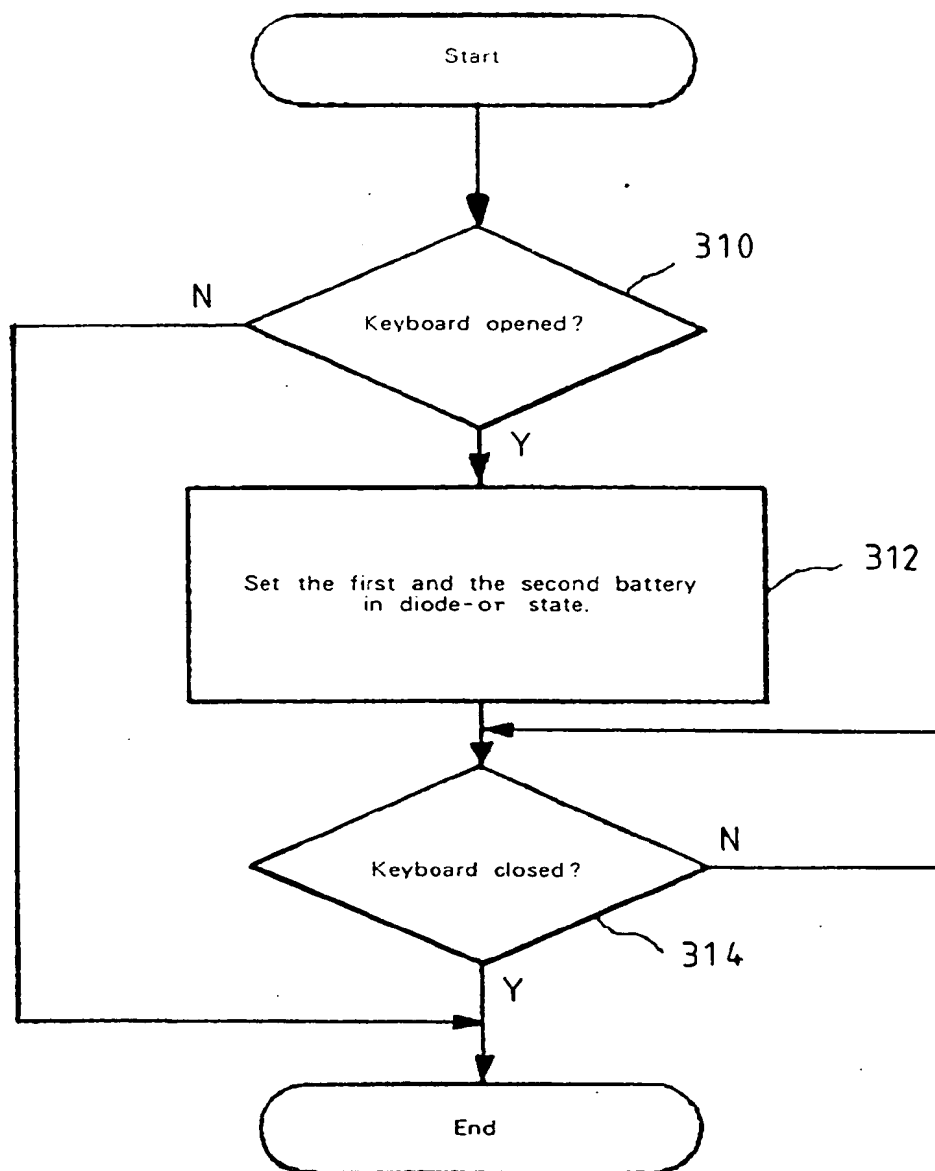 Start
310
N
Keyboard opened?
Y
312
Set the first and the second battery
in diode-or state.
N
Keyboard closed?
314
Y
End